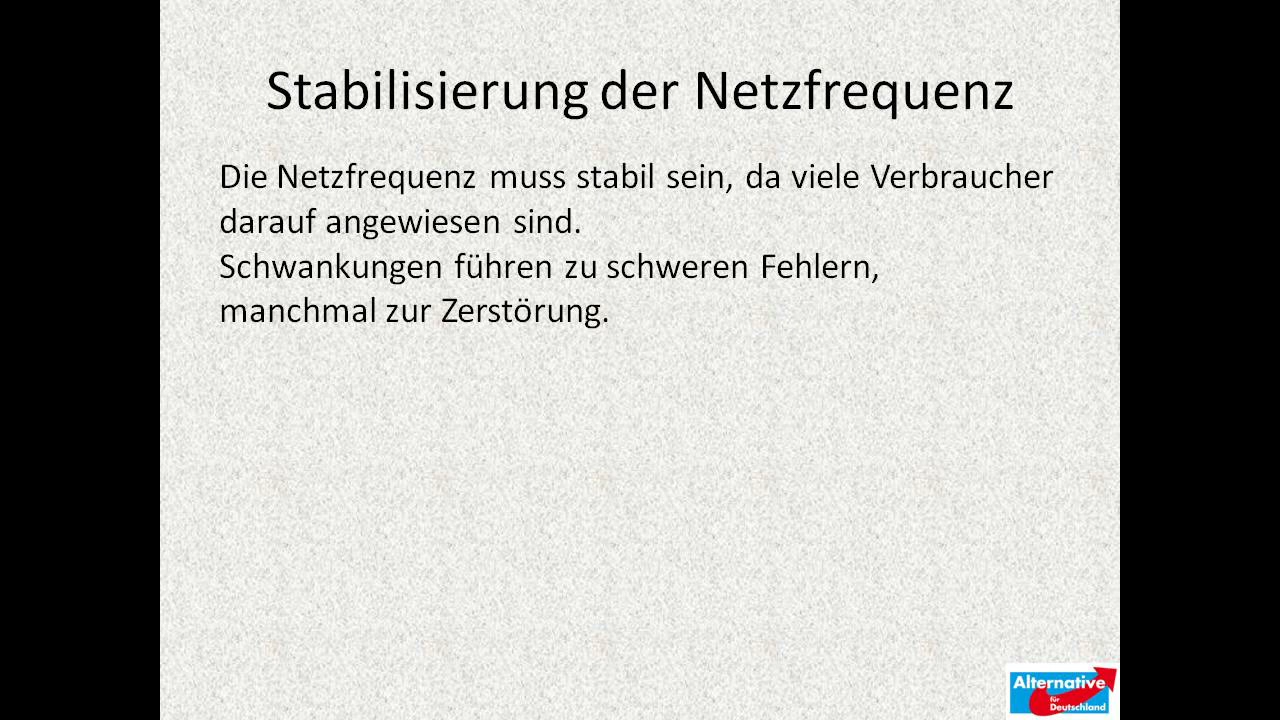 Stabilisierung der Netzfrequenz
Die Netzfrequenz muss stabil sein, da viele Verbraucher
darauf angewiesen sind.
Schwankungen führen zu schweren Fehlern,
manchmal zur Zerstörung.
Alternative
für
Deutschland